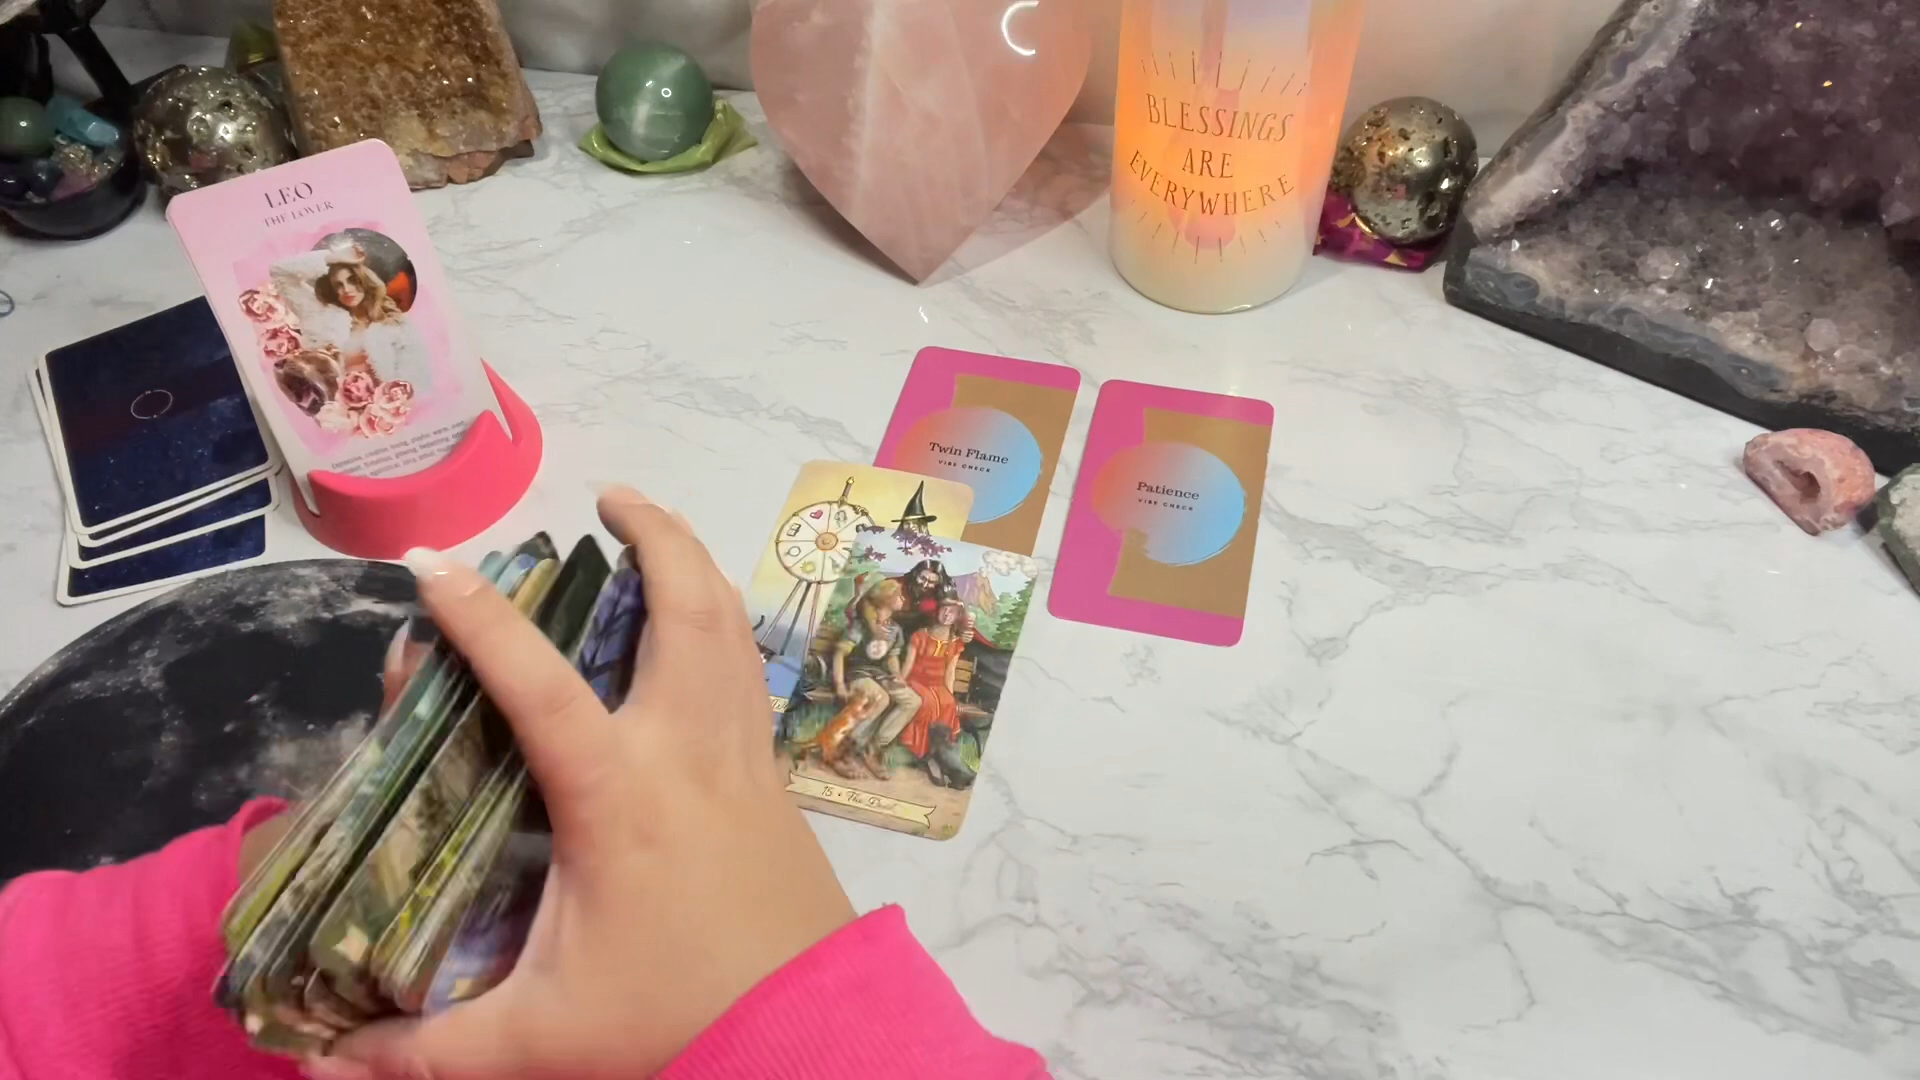 LEO
THE LOVER
BLESSINGS
ARE
EVERYWHERE
Twin Flame
VIBE CHECK
Patience
VIBE CHECK
15 • The Devil